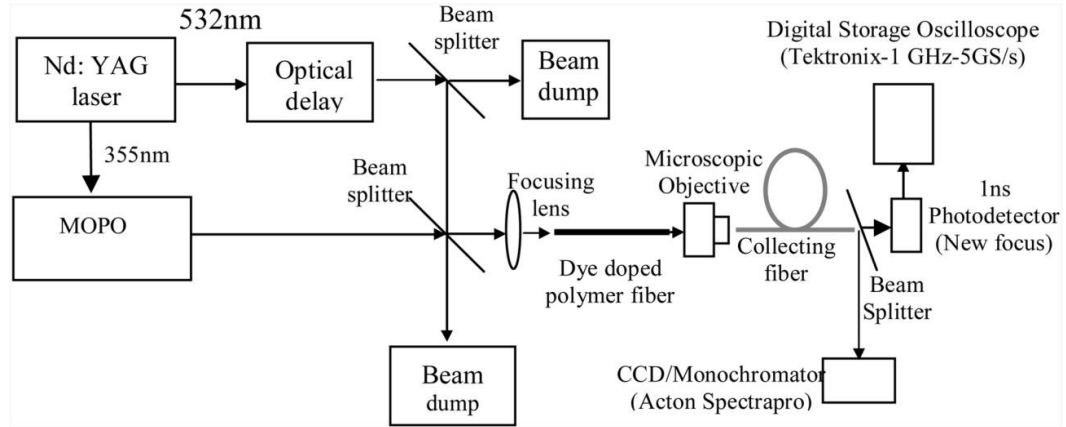 532nm
Nd: YAG
laser
Optical
delay
Beam
splitter
Beam
dump
Digital Storage Oscilloscope
(Tektronix-1 GHz-5GS/s)
355nm
MOPO
Beam
splitter
Focusing
lens
Microscopic
Objective
1ns
Photodetector
(New focus)
Collecting
fiber
Dye doped
polymer fiber
Beam
Splitter
Beam
dump
CCD/Monochromator
(Acton Spectrapro)